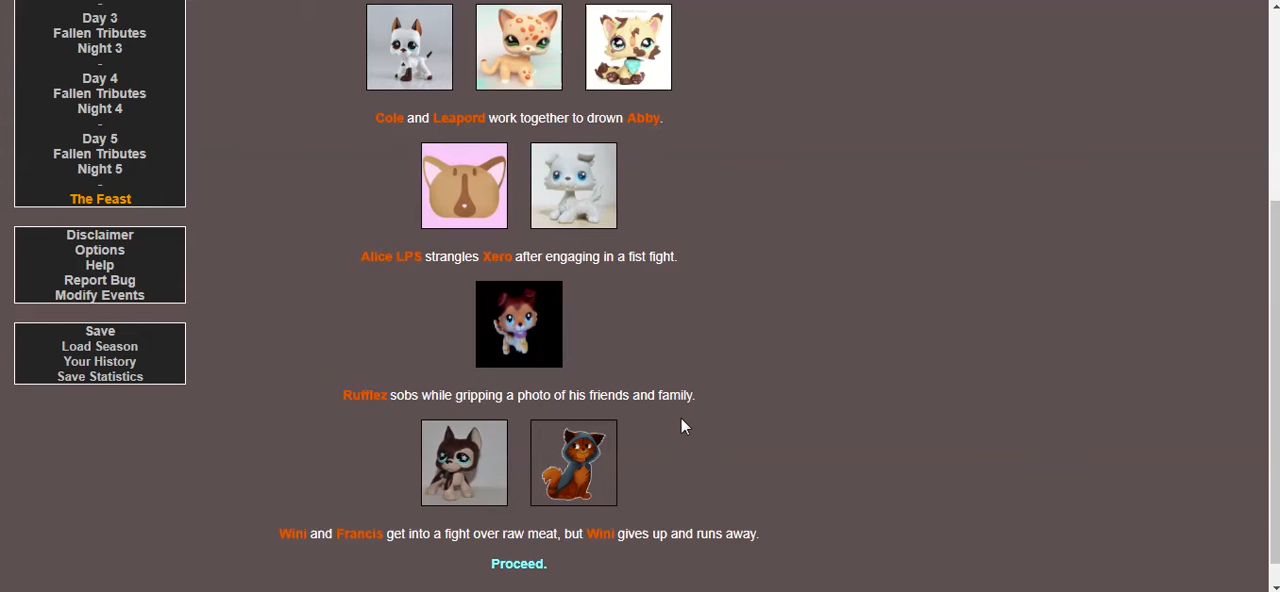 Day 3
Fallen Tributes
Night 3
-
Day 4
Fallen Tributes
Night 4
-
Day 5
Fallen Tributes
Night 5
-
The Feast
Disclaimer
Options
Help
Report Bug
Modify Events
Save
Load Season
Your History
Save Statistics
Cole and Leapord work together to drown Abby.
Alice LPS strangles Xero after engaging in a fist fight.
Rufflez sobs while gripping a photo of his friends and family.
Wini and Francis get into a fight over raw meat, but Wini gives up and runs away.
Proceed.